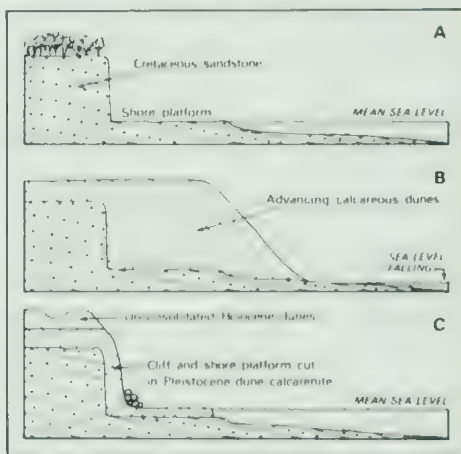 A
Cretaceous sandstone
Shore platform
MEAN SEA LEVEL
B
Advancing calcareous dunes
SEA LEVEL
FALLING
C
Unconsolidated Holocene dunes
Cliff and shore platform cut
in Pleistocene dune calcarenite
MEAN SEA LEVEL